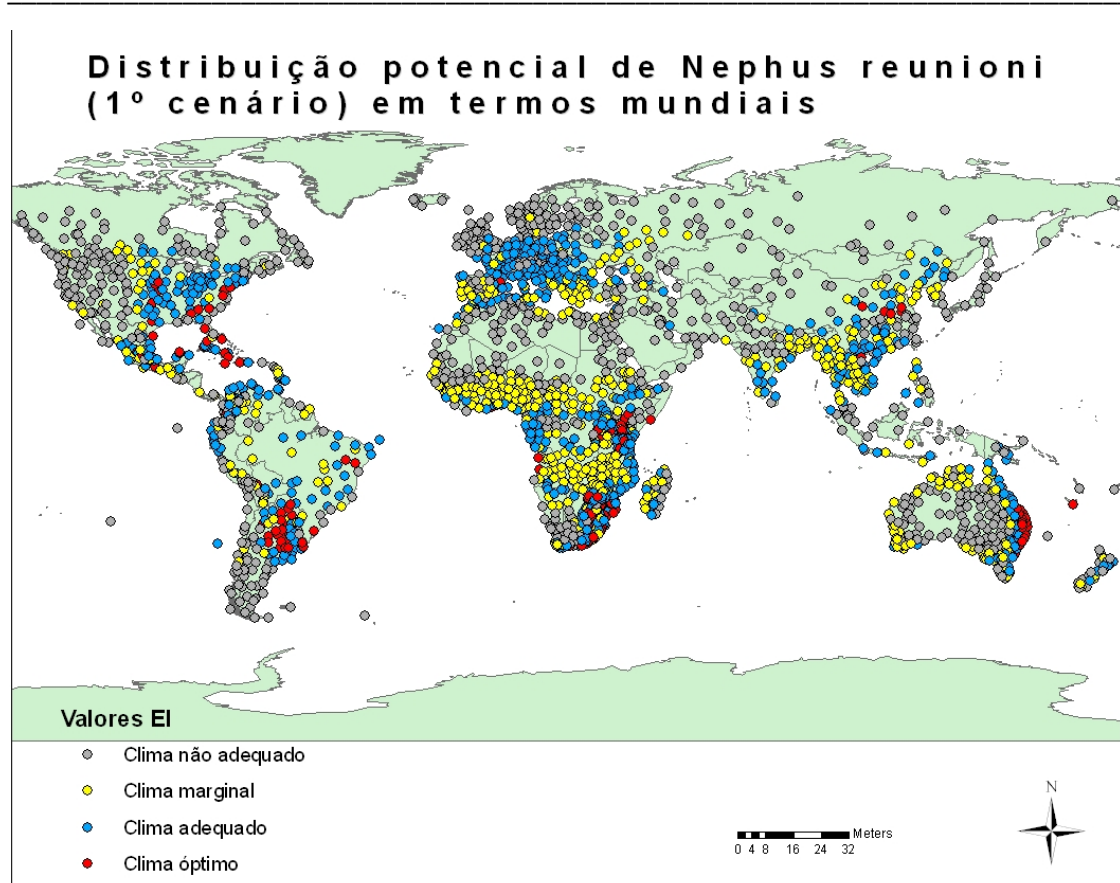 Distribuição potencial de Nephus reunioni
(1º cenário) em termos mundiais
Valores EI
Clima não adequado
Clima marginal
Clima adequado
Clima óptimo
N
Meters
0 4 8 16 24 32